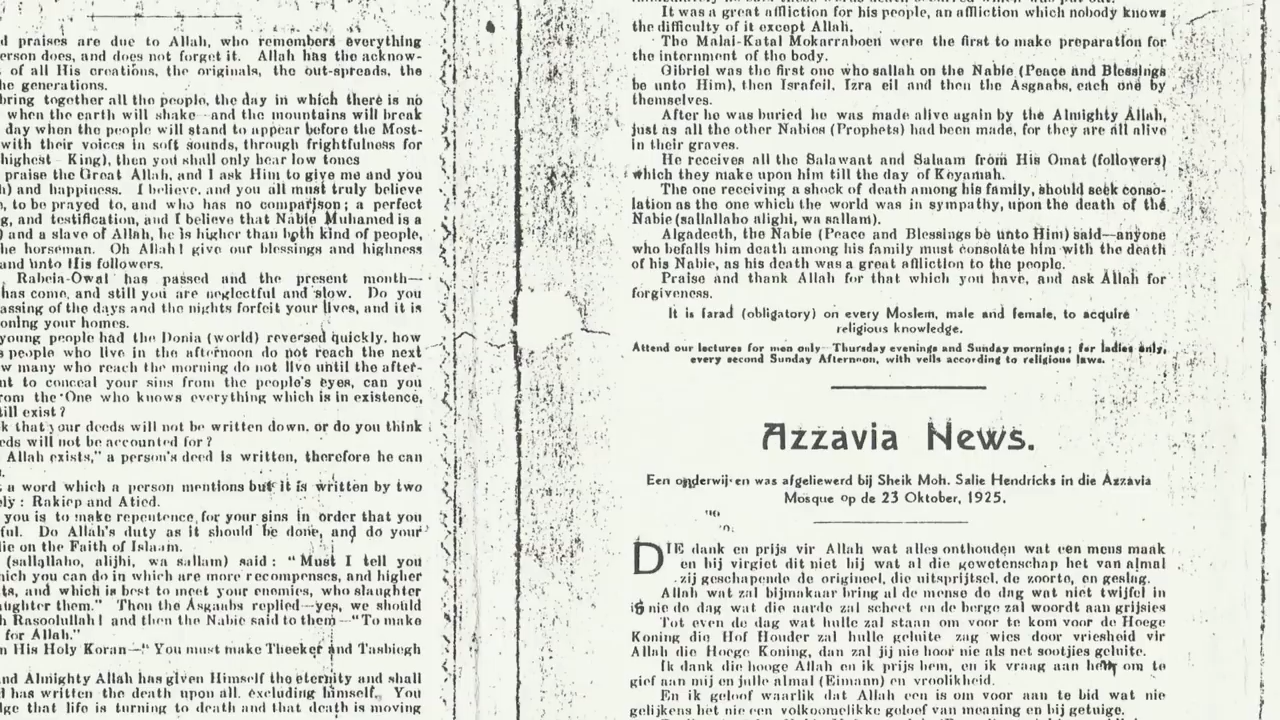 d praises are due to Allah, who remembers everything
erson does, and does not forget it. Allah has the acknow-
of all His creations, the originals, the out-spreads, the
he generations.
bring together all the people, the day in which there is no
when the earth will shake and the mountains will break
day when the people will stand to appear before the Most-
with their voices in soft sounds, through frightfulness for
highest King), then you shall only hear low tones
praise the Great Allah, and I ask Him to give me and you
h) and happiness. I believe, and you all must truly believe
, to be prayed to, and who has no comparison; a perfect
g, and testification, and I believe that Nabie Muhamed is a
) and a slave of Allah, he is higher than both kind of people,
he horseman. Oh Allah! give our blessings and highness
and unto His followers.
Rabeia-Owal has passed and the present month—
has come, and still you are neglectful and slow. Do you
assing of the days and the nights forfeit your lives, and it is
oning your homes.
young people had the Donia (world) reversed quickly, how
s people who live in the afternoon do not reach the next
w many who reach the morning do not live until the after-
nt to conceal your sins from the people's eyes, can you
rom the One who knows everything which is in existence,
till exist?
k that your deeds will not be written down, or do you think
eds will not be accounted for?
Allah exists," a person's deed is written, therefore he can
a word which a person mentions but it is written by two
ely: Rakiep and Atied.
you is to make repentence for your sins in order that you
ful. Do Allah's duty as it should be done, and do your
lie on the Faith of Islaam.
(sallallaho, alijhi, wa sallam) said: "Must I tell you
hich you can do in which are more recompenses, and higher
ts, and which is best to meet your enemies, who slaughter
aughter them." Then the Asgaabs replied—yes, we should
h Rasoolullah! and then the Nabie said to them—"To make
for Allah."
n His Holy Koran—" You must make Theeker and Tasbiegh
nd Almighty Allah has given Himself the eternity and shall
l has written the death upon all, excluding himself. You
lge that life is turning to death and that death is moving
It was a great affliction for his people, an affliction which nobody knows
the difficulty of it except Allah.
The Malai-Katal Mokarraboen were the first to make preparation for
the internment of the body.
Gibriel was the first one who sallah on the Nabie (Peace and Blessings
be unto Him), then Israfeil, Izra eil and then the Asgaabs, each one by
themselves.
After he was buried he was made alive again by the Almighty Allah,
just as all the other Nabies (Prophets) had been made, for they are all alive
in their graves.
He receives all the Salawant and Salaam from His Omat (followers)
which they make upon him till the day of Keyamah.
The one receiving a shock of death among his family, should seek conso-
lation as the one which the world was in sympathy, upon the death of the
Nabie (sallallaho alighi, wa sallam).
Algadeeth, the Nabie (Peace and Blessings be unto Him) said—anyone
who befalls him death among his family must consolate him with the death
of his Nabie, as his death was a great affliction to the people.
Praise and thank Allah for that which you have, and ask Allah for
forgiveness.
It is farad (obligatory) on every Moslem, male and female, to acquire
religious knowledge.
Attend our lectures for men only Thursday evenings and Sunday mornings; for ladies only,
every second Sunday Afternoon, with veils according to religious laws.
Azzavia News.
Een was afgeliewerd bij Sheik Moh. Salie Hendricks in die Azzavia
Mosque op de 23 Oktober, 1925.
DIE dank en prijs vir Allah wat alles onthouden wat een mens maak
en hij virgiet dit niet hij wat al die gewetenschap het van almal
zij geschapende de origineel, die uitsprijtsel, de zoorte, en geslag.
Allah wat zal bijmakaar bring al de mense de dag wat niet twijfel in
is nie de dag wat die aarde zal scheet en de berge zal woordt aan grijsies
Tot even de dag wat hulle zal staan om voor te kom voor de Hoege
Koning die Hof Houder zal hulle geluite zag wies door vriesheid vir
Allah die Hoege Koning, dan zal jij nie hoor nie als net sootjies geluite.
Ik dank die hooge Allah en ik prijs hem, en ik vraag aan hem om te
gief aan mij en julle almal (Eimann) en vroolikheid.
En ik geloof waarlik dat Allah een is om voor aan te bid wat nie
gelijkens het nie een volkoomelikke geloof van meaning en bij getuige.